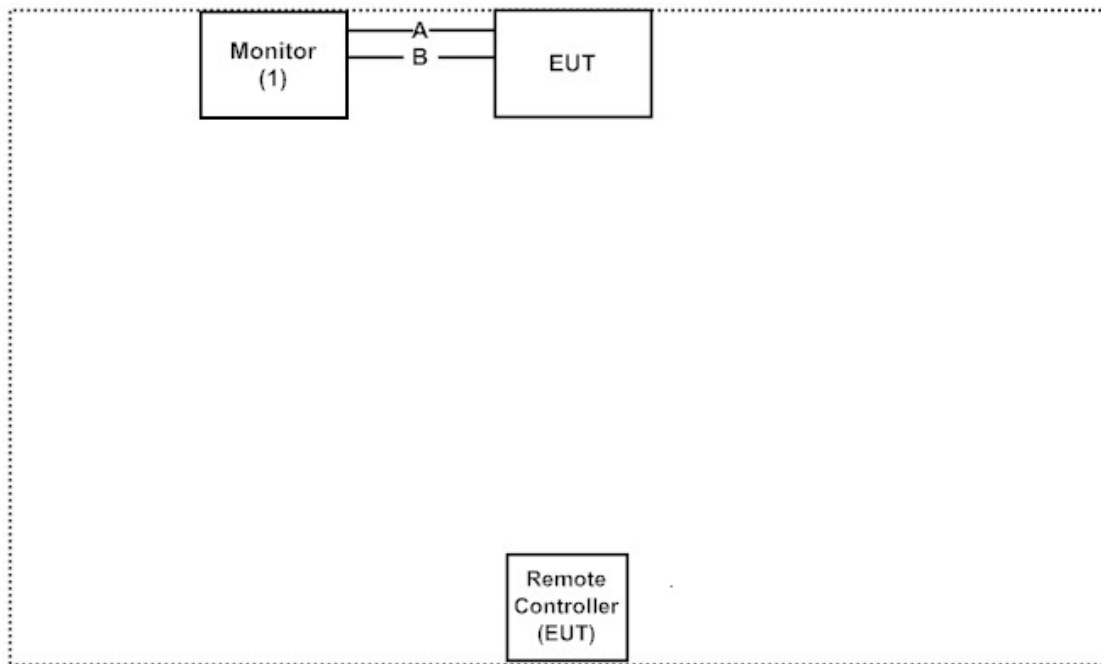 Monitor
(1)
A
B
EUT
Remote
Controller
(EUT)